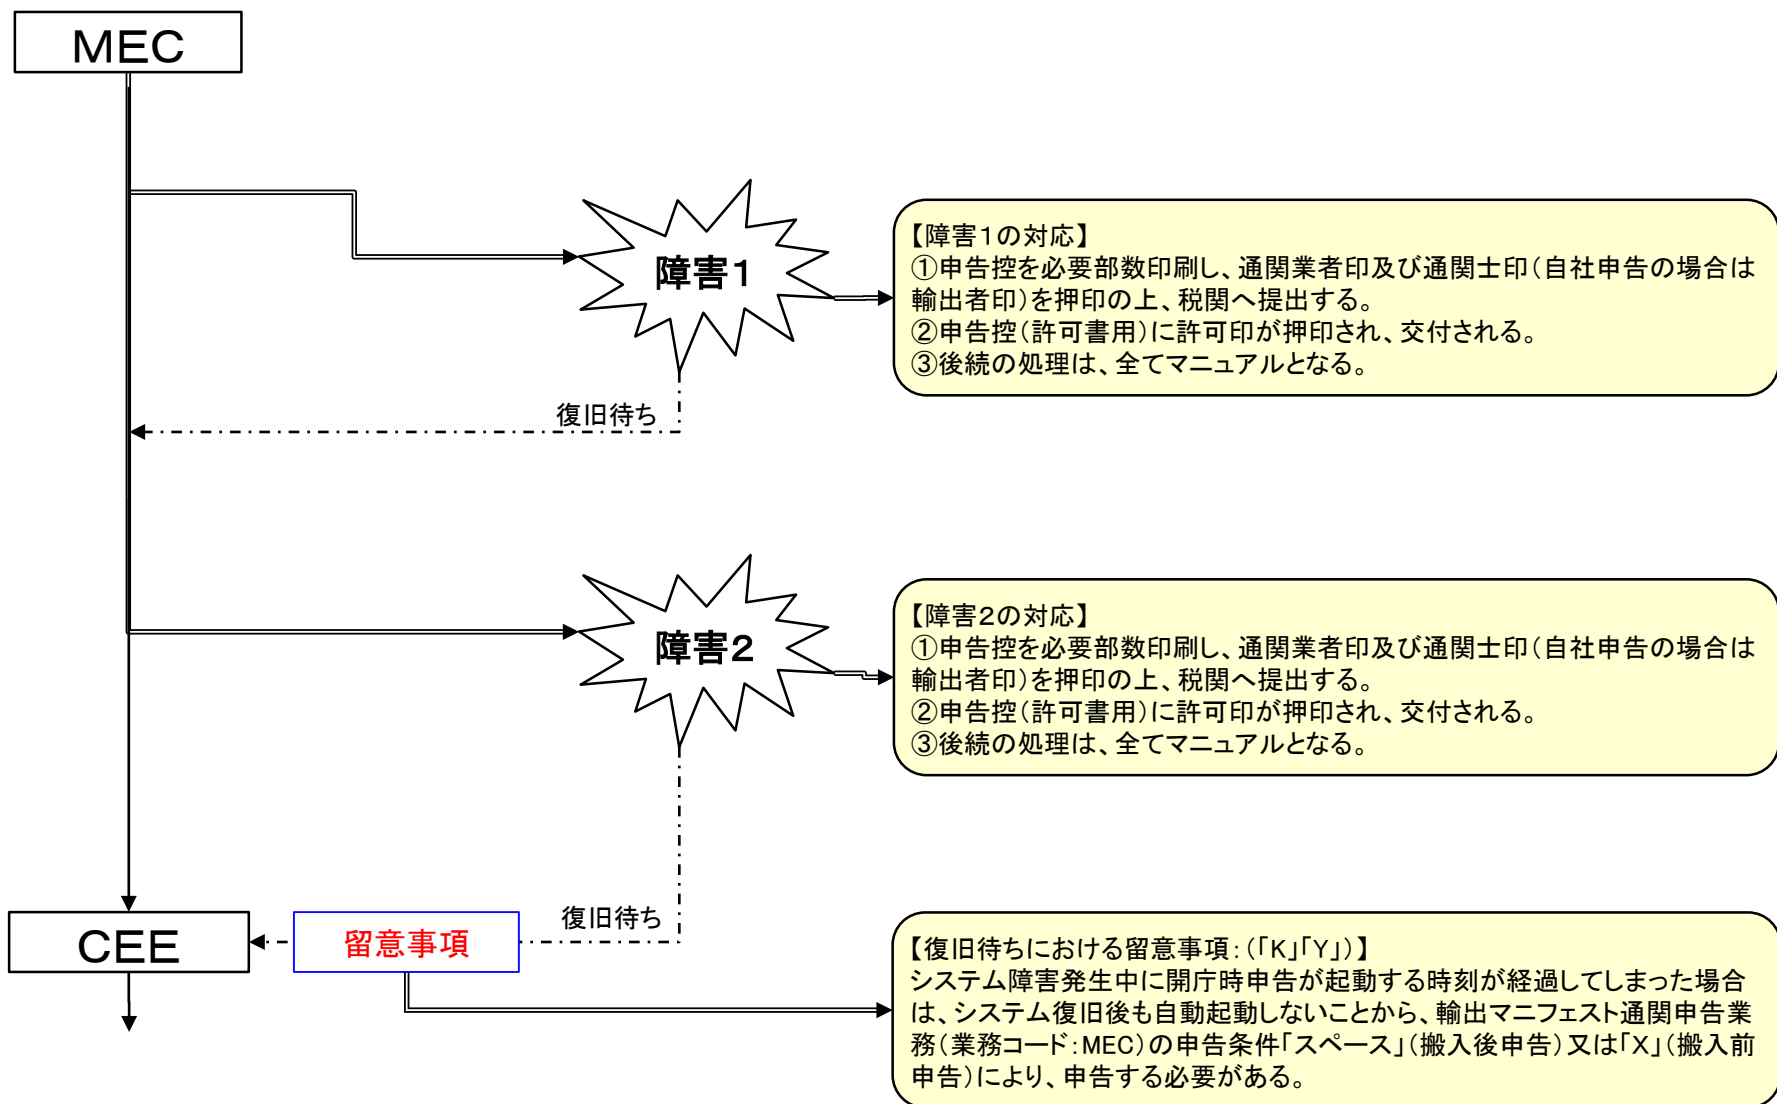 MEC
障害1
【障害1の対応】
①申告控を必要部数印刷し、通関業者印及び通関士印(自社申告の場合は
輸出者印)を押印の上、税関へ提出する。
②申告控(許可書用)に許可印が押印され、交付される。
③後続の処理は、全てマニュアルとなる。
復旧待ち
障害2
【障害2の対応】
①申告控を必要部数印刷し、通関業者印及び通関士印(自社申告の場合は
輸出者印)を押印の上、税関へ提出する。
②申告控(許可書用)に許可印が押印され、交付される。
③後続の処理は、全てマニュアルとなる。
復旧待ち
CEE
留意事項
【復旧待ちにおける留意事項:(「K」「Y」)】
システム障害発生中に開庁時申告が起動する時刻が経過してしまった場合
は、システム復旧後も自動起動しないことから、輸出マニフェスト通関申告業
務(業務コード:MEC)の申告条件「スペース」(搬入後申告)又は「X」(搬入前
申告)により、申告する必要がある。